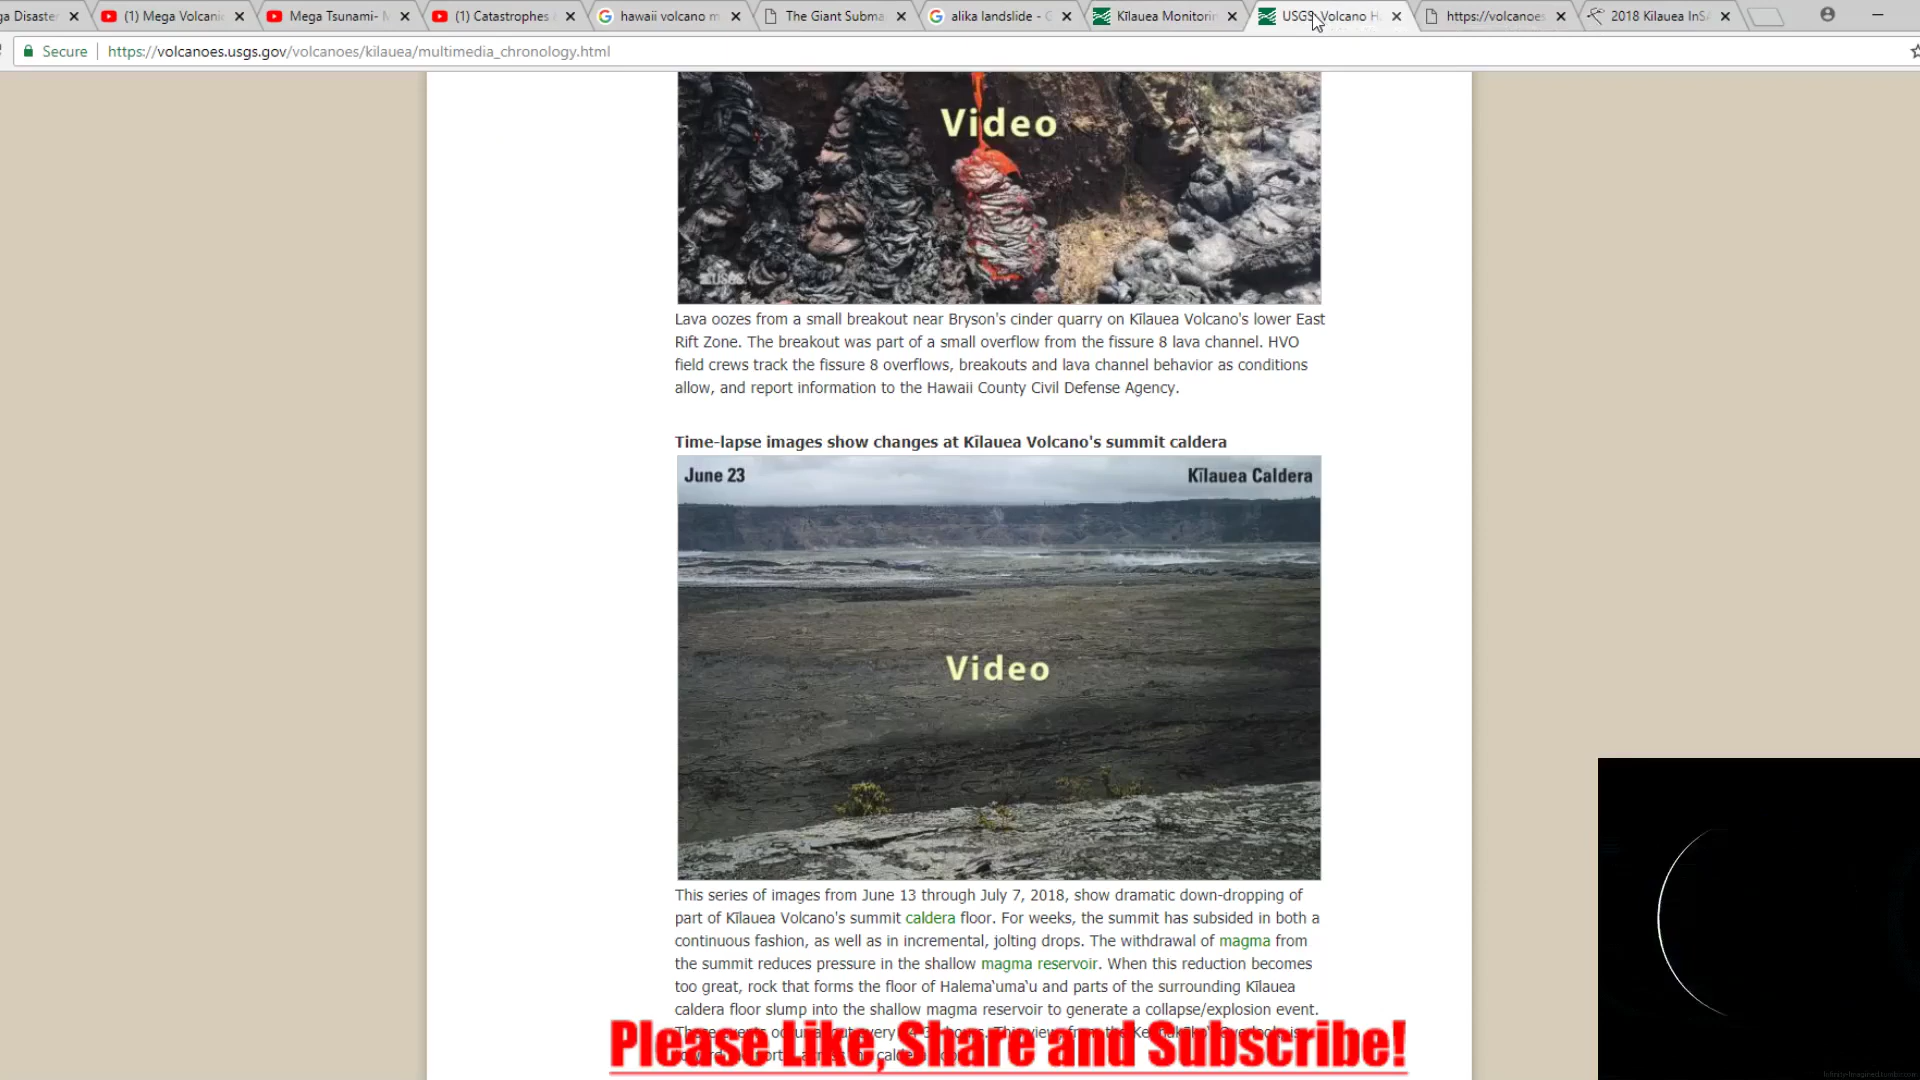 ga Disaster
(1) Mega Volcani
Mega Tsunami- M
(1) Catastrophes
hawaii volcano m
The Giant Subma
alika landslide - G
Kīlauea Monitorin
USGS Volcano H
https://volcanoes
2018 Kilauea InSA
Secure
https://volcanoes.usgs.gov/volcanoes/kilauea/multimedia_chronology.html
Video
USGS
Lava oozes from a small breakout near Bryson's cinder quarry on Kīlauea Volcano's lower East
Rift Zone. The breakout was part of a small overflow from the fissure 8 lava channel. HVO
field crews track the fissure 8 overflows, breakouts and lava channel behavior as conditions
allow, and report information to the Hawaii County Civil Defense Agency.
Time-lapse images show changes at Kīlauea Volcano's summit caldera
June 23
Kīlauea Caldera
Video
This series of images from June 13 through July 7, 2018, show dramatic down-dropping of
part of Kīlauea Volcano's summit caldera floor. For weeks, the summit has subsided in both a
continuous fashion, as well as in incremental, jolting drops. The withdrawal of magma from
the summit reduces pressure in the shallow magma reservoir. When this reduction becomes
too great, rock that forms the floor of Halema‘uma‘u and parts of the surrounding Kīlauea
caldera floor slump into the shallow magma reservoir to generate a collapse/explosion event.
Please Like, Share and Subscribe!